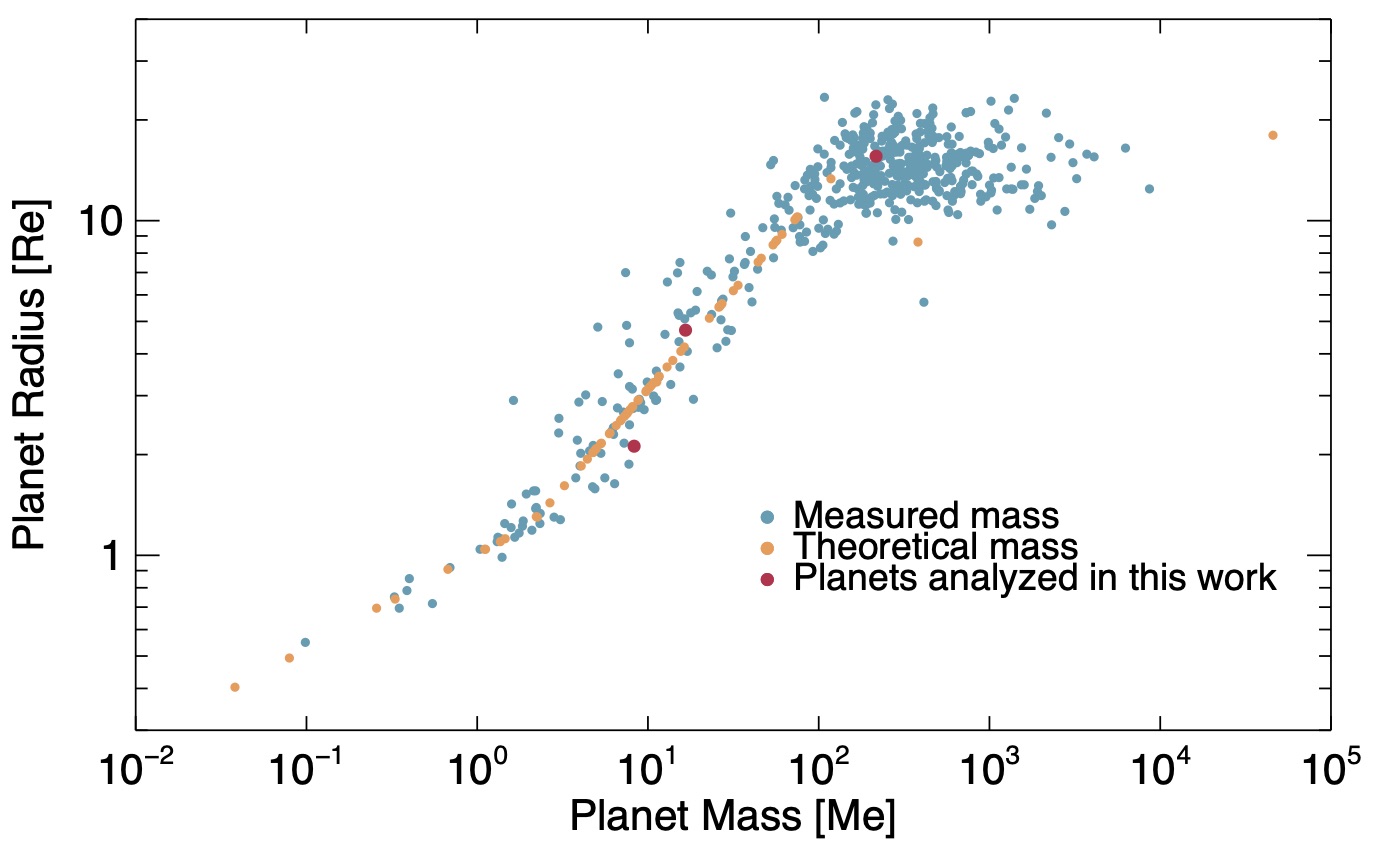 Planet Radius [Re]
10
1
Measured mass
Theoretical mass
Planets analyzed in this work
10⁻² 10⁻¹ 10⁰ 10¹ 10² 10³ 10⁴ 10⁵
Planet Mass [Me]